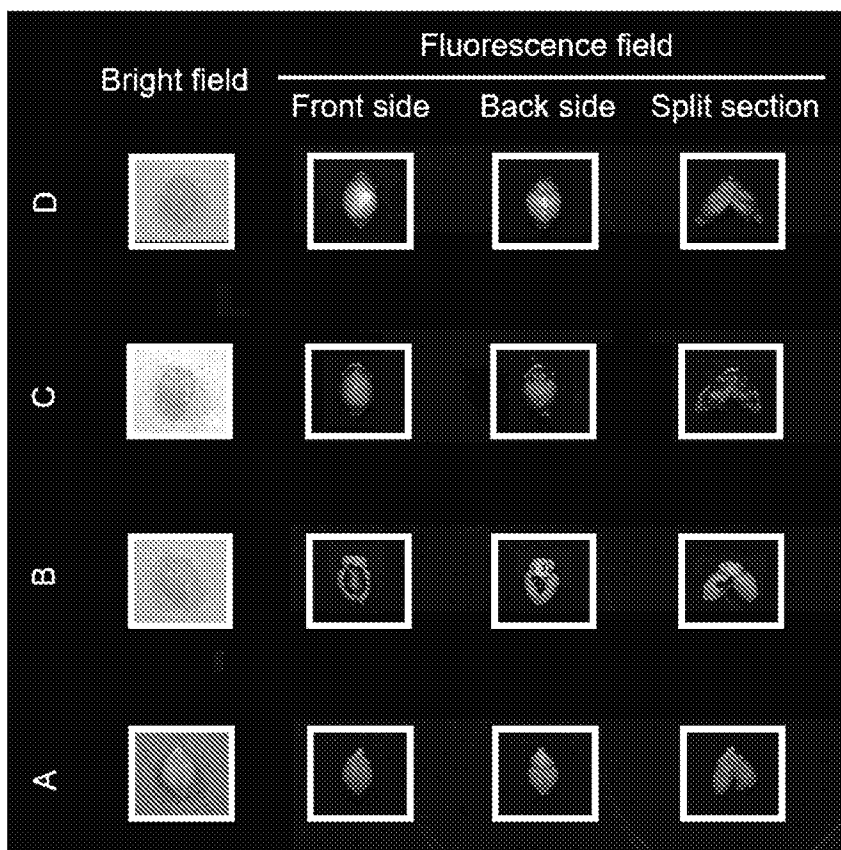 Fluorescence field
Bright field
Front side
Back side
Split section
D
C
B
A